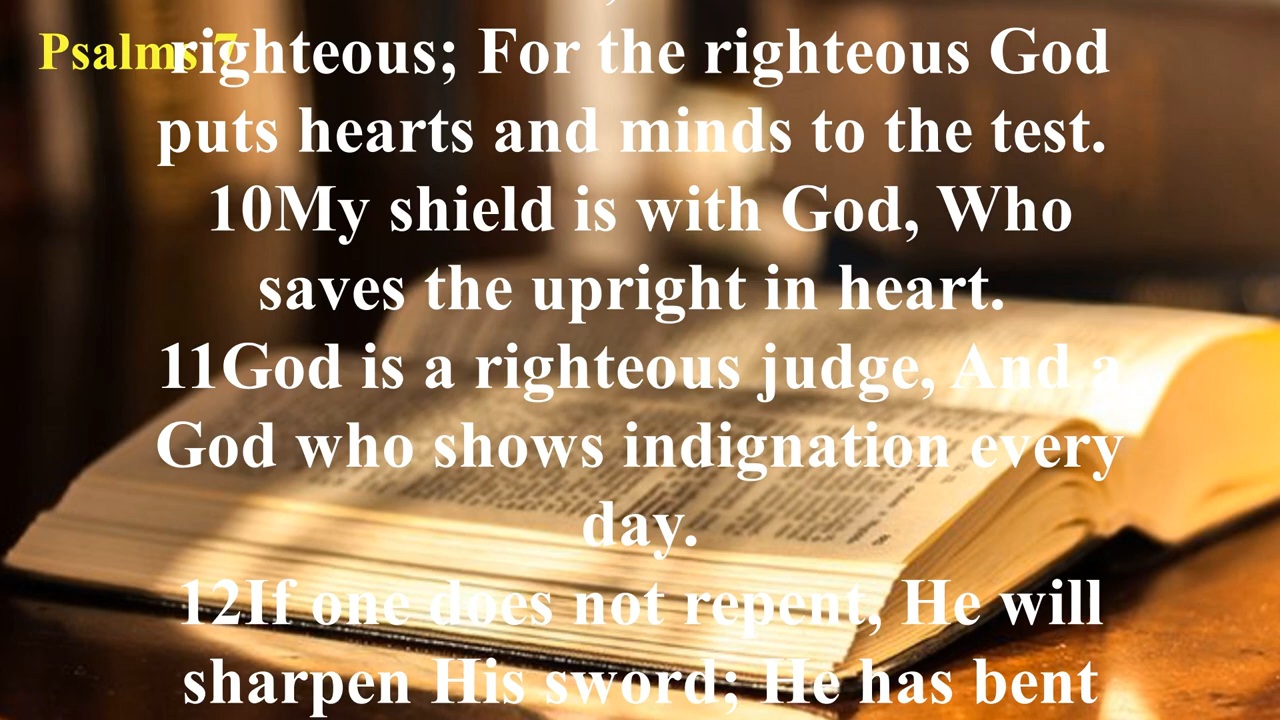 Psalms 7
righteous; For the righteous God
puts hearts and minds to the test.
10My shield is with God, Who
saves the upright in heart.
11God is a righteous judge, And a
God who shows indignation every
day.
12If one does not repent, He will
sharpen His sword; He has bent